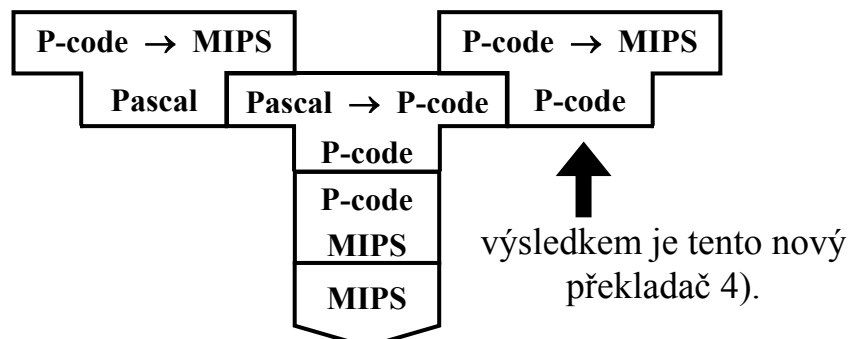 P-code → MIPS P-code → MIPS
Pascal Pascal → P-code P-code
P-code
P-code
MIPS
MIPS
výsledkem je tento nový
překladač 4).